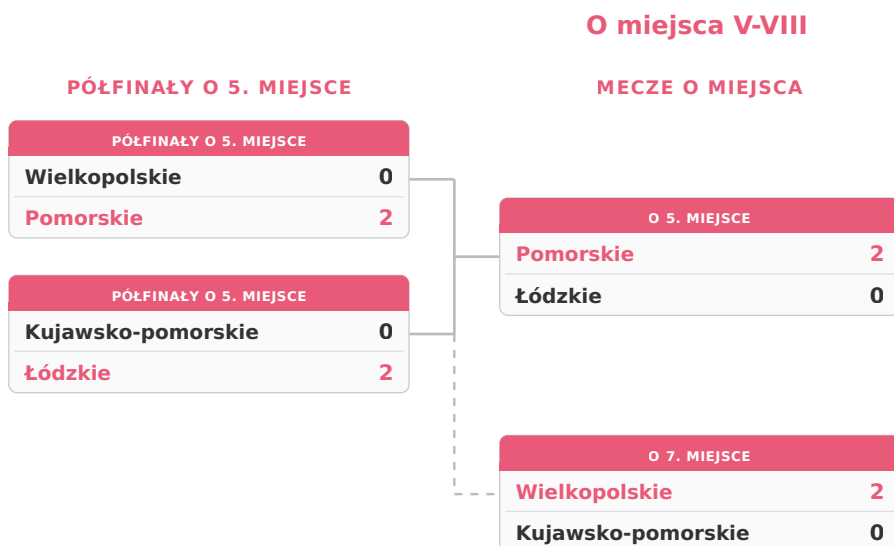 O miejsca V-VIII
PÓŁFINAŁY O 5. MIEJSCE
MECZE O MIEJSCA
PÓŁFINAŁY O 5. MIEJSCE
Wielkopolskie 0
Pomorskie 2
PÓŁFINAŁY O 5. MIEJSCE
Kujawsko-pomorskie 0
Łódzkie 2
O 5. MIEJSCE
Pomorskie 2
Łódzkie 0
O 7. MIEJSCE
Wielkopolskie 2
Kujawsko-pomorskie 0